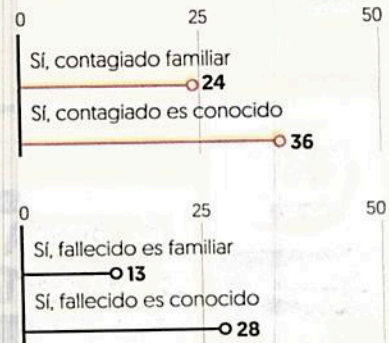 0 25 50
Sí, contagiado familiar
24
Sí, contagiado es conocido
36
0 25 50
Sí, fallecido es familiar
13
Sí, fallecido es conocido
28